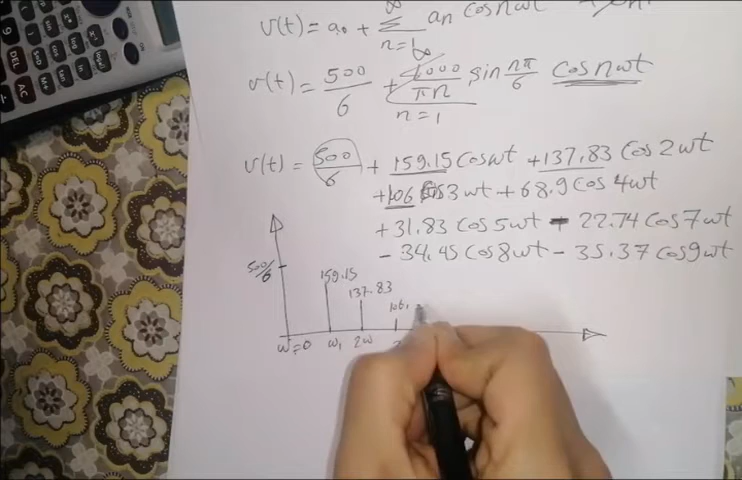 9 DEL AC
v(t) = a₀ + ∞ Σ n=1 an cos nωt
v(t) = 500/6 + ∞ Σ n=1 1000/πn sin nπ/6 cos nωt
v(t) = 500/6 + 159.15 cos ωt + 137.83 cos 2ωt
+ 106 cos 3ωt + 68.9 cos 4ωt
+ 31.83 cos 5ωt - 22.74 cos 7ωt
- 34.45 cos 8ωt - 35.37 cos 9ωt
500/6
159.15
137.83
106.
ω=0 ω₁ 2ω